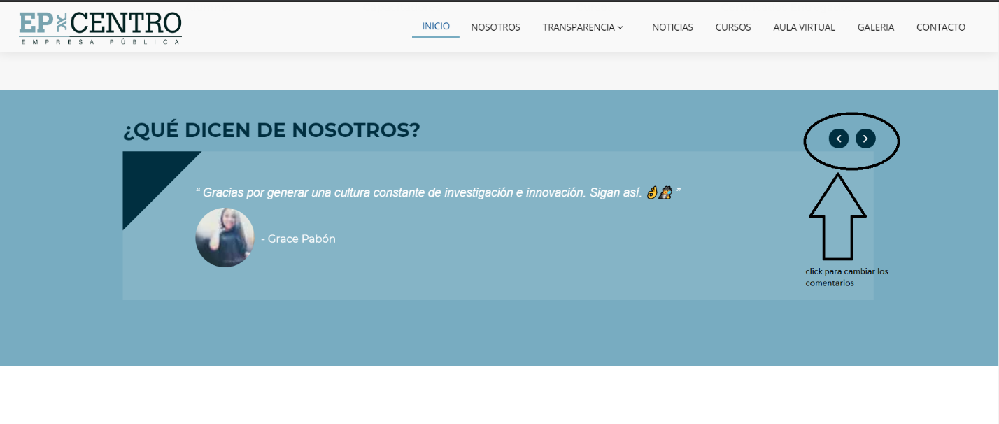 EP CENTRO
EMPRESA PÚBLICA
INICIO NOSOTROS TRANSPARENCIA NOTICIAS CURSOS AULA VIRTUAL GALERIA CONTACTO
¿QUÉ DICEN DE NOSOTROS?
“ Gracias por generar una cultura constante de investigación e innovación. Sigan así. 👌🕵 ”
- Grace Pabón
click para cambiar los
comentarios